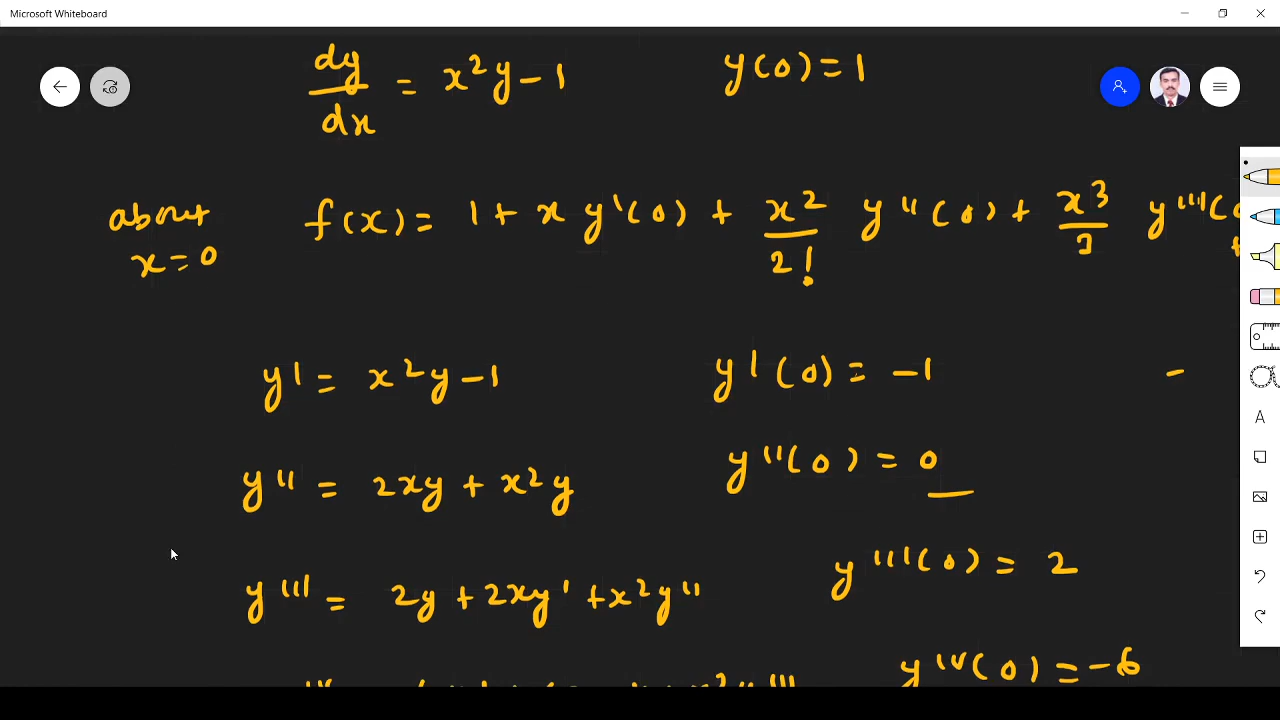 Microsoft Whiteboard
dy/dx = x²y − 1 y(0) = 1
about x = 0
f(x) = 1 + x y'(0) + x²/2! y''(0) + x³/3 y'''(
y' = x²y − 1 y'(0) = −1 −
y'' = 2xy + x²y y''(0) = 0
y''' = 2y + 2xy' + x²y'' y'''(0) = 2
yⁱᵛ(0) = −6
A